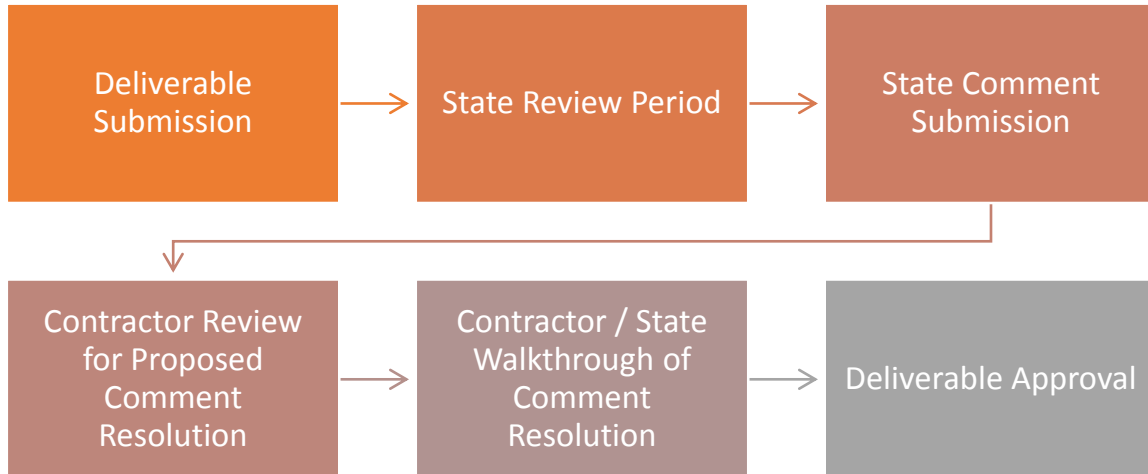 Deliverable
Submission
State Review Period
State Comment
Submission
Contractor Review
for Proposed
Comment
Resolution
Contractor / State
Walkthrough of
Comment
Resolution
Deliverable Approval